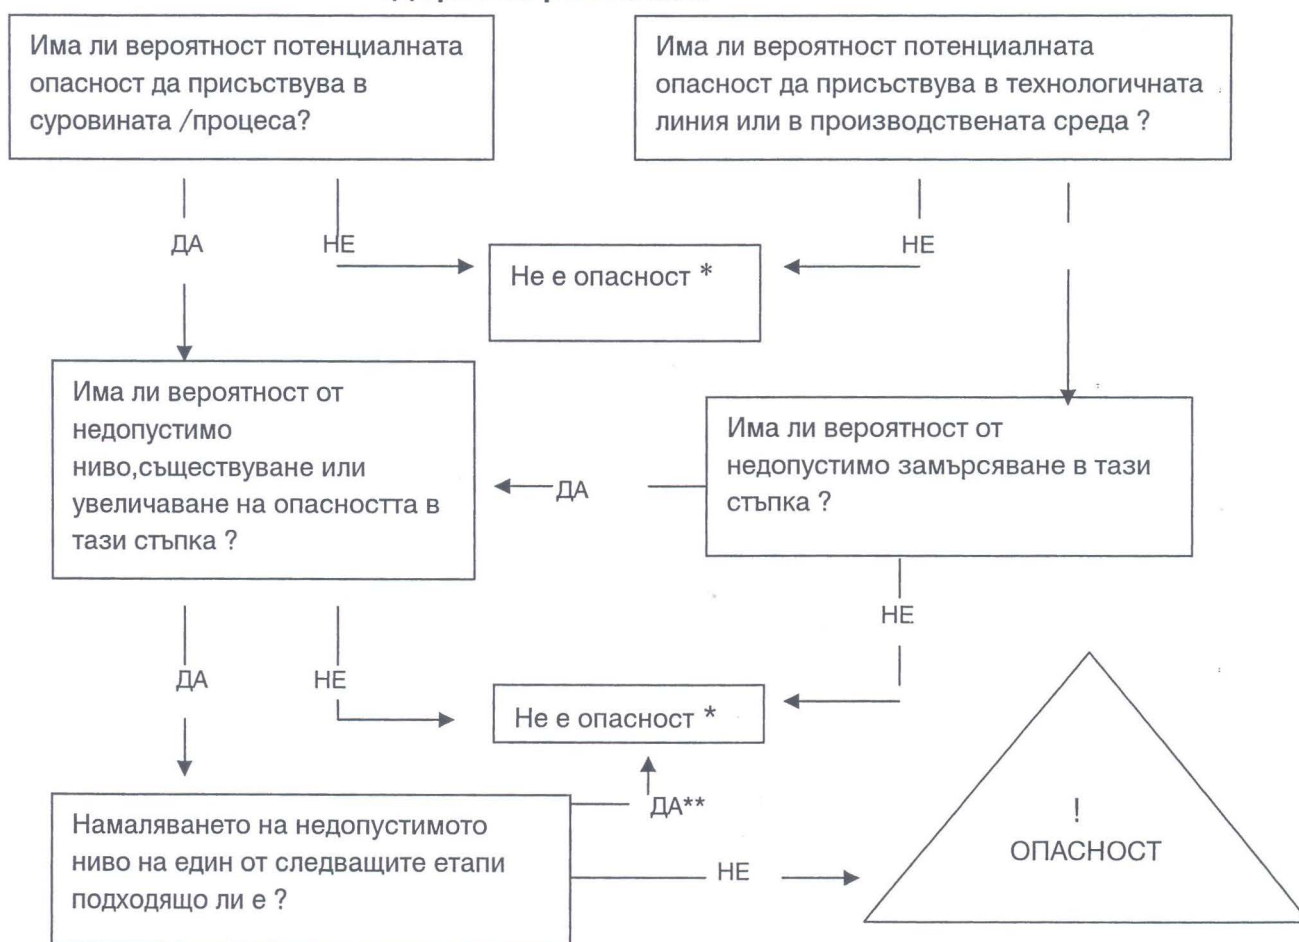 Има ли вероятност потенциалната
опасност да присъствува в
суровината /процеса?
Има ли вероятност потенциалната
опасност да присъствува в технологичната
линия или в производствената среда ?
ДА
НЕ
НЕ
Не е опасност *
Има ли вероятност от
недопустимо
ниво,съществуване или
увеличаване на опасността в
тази стъпка ?
ДА
Има ли вероятност от
недопустимо замърсяване в тази
стъпка ?
НЕ
ДА
НЕ
Не е опасност *
ДА**
Намаляването на недопустимото
ниво на един от следващите етапи
подходящо ли е ?
НЕ
!
ОПАСНОСТ